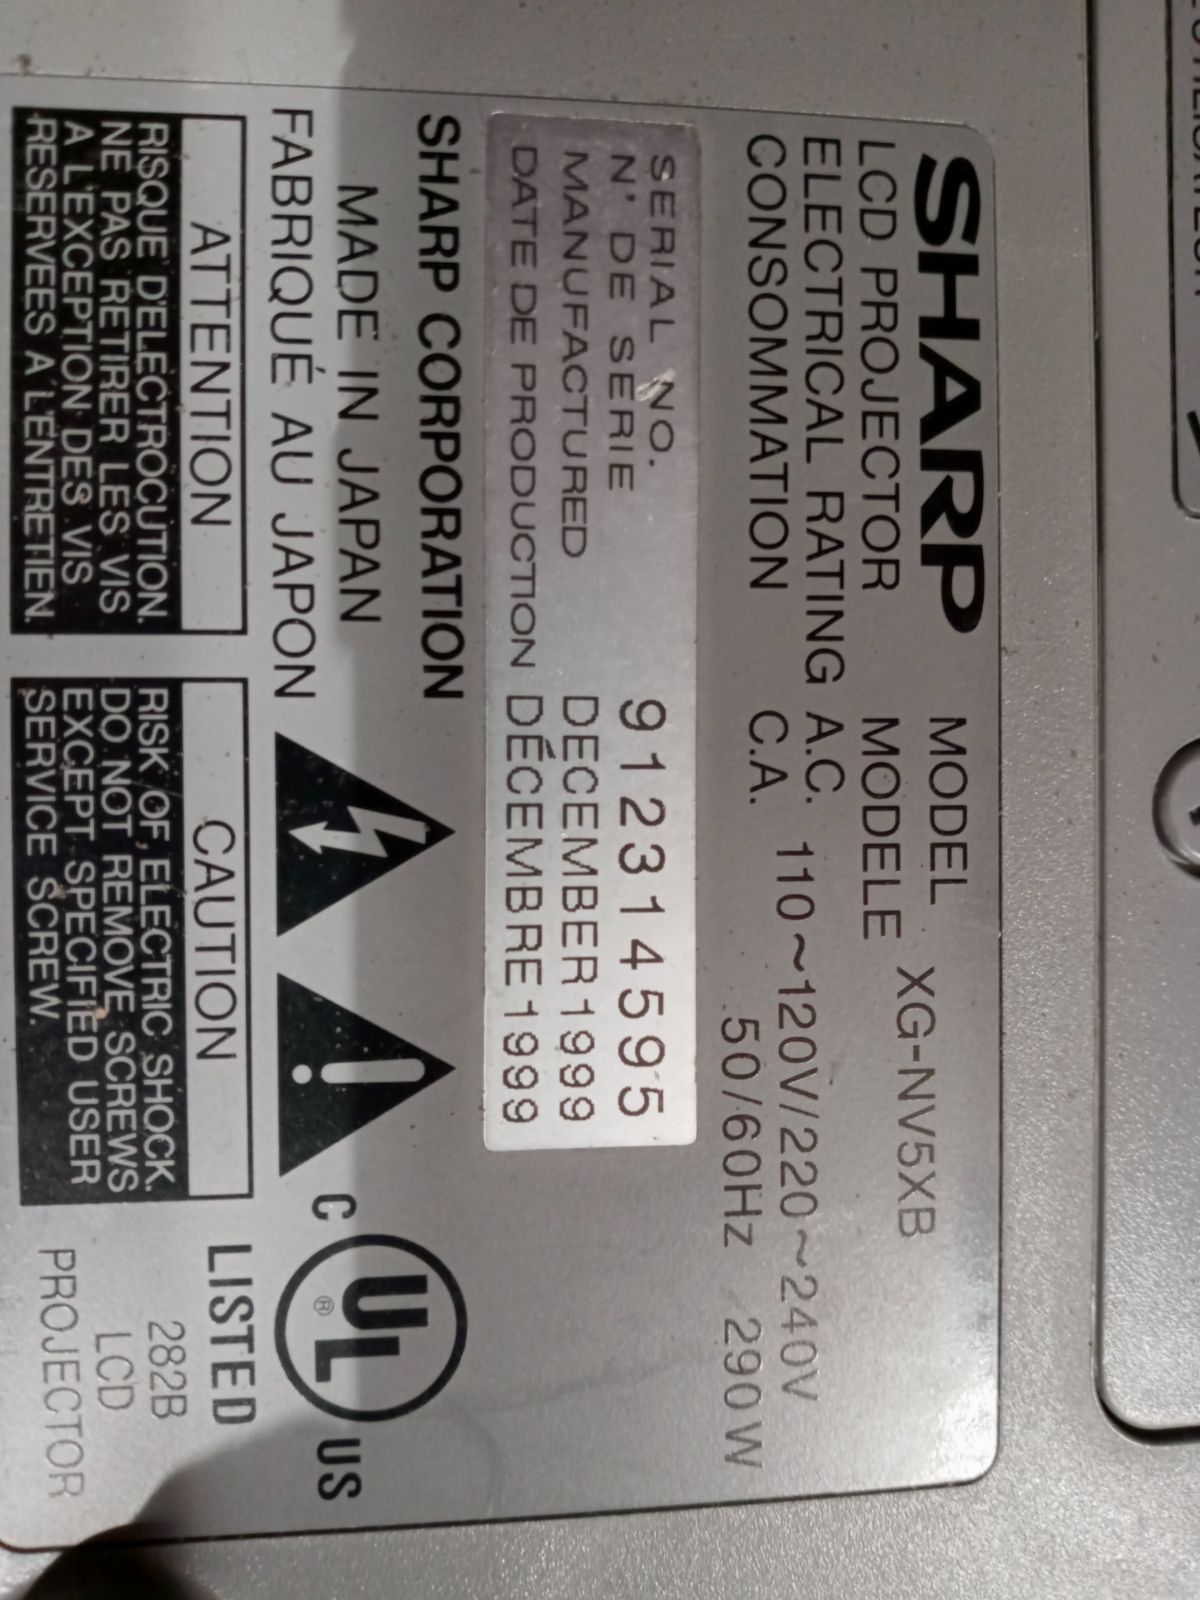 SHARP
MODEL
LCD PROJECTOR MODELE XG-NV5XB
ELECTRICAL RATING A.C. 110~120V/220~240V
CONSOMMATION C.A. 50/60Hz 290W
SERIAL NO.
N' DE SERIE 912314595
MANUFACTURED DECEMBER 1999
DATE DE PRODUCTION DÉCEMBRE 1999
SHARP CORPORATION
MADE IN JAPAN
FABRIQUÉ AU JAPON
C UL ® US
LISTED
282B
LCD
PROJECTOR
ATTENTION
RISQUE D'ELECTROCUTION.
NE PAS RETIRER LES VIS
A L'EXCEPTION DES VIS
RESERVEES A L'ENTRETIEN.
CAUTION
RISK OF ELECTRIC SHOCK.
DO NOT REMOVE SCREWS
EXCEPT SPECIFIED USER
SERVICE SCREW.